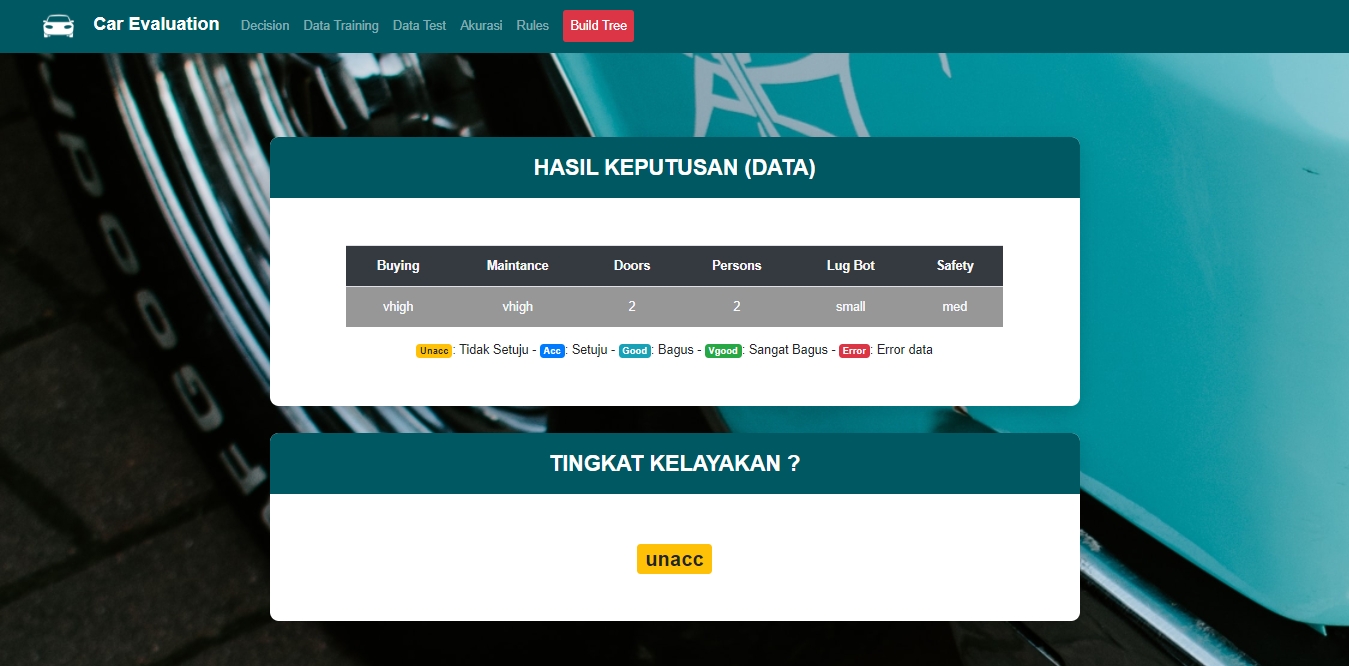 Car Evaluation Decision Data Training Data Test Akurasi Rules Build Tree
HASIL KEPUTUSAN (DATA)
Buying Maintance Doors Persons Lug Bot Safety
vhigh vhigh 2 2 small med
Unacc: Tidak Setuju - Acc: Setuju - Good: Bagus - Vgood: Sangat Bagus - Error: Error data
TINGKAT KELAYAKAN ?
unacc